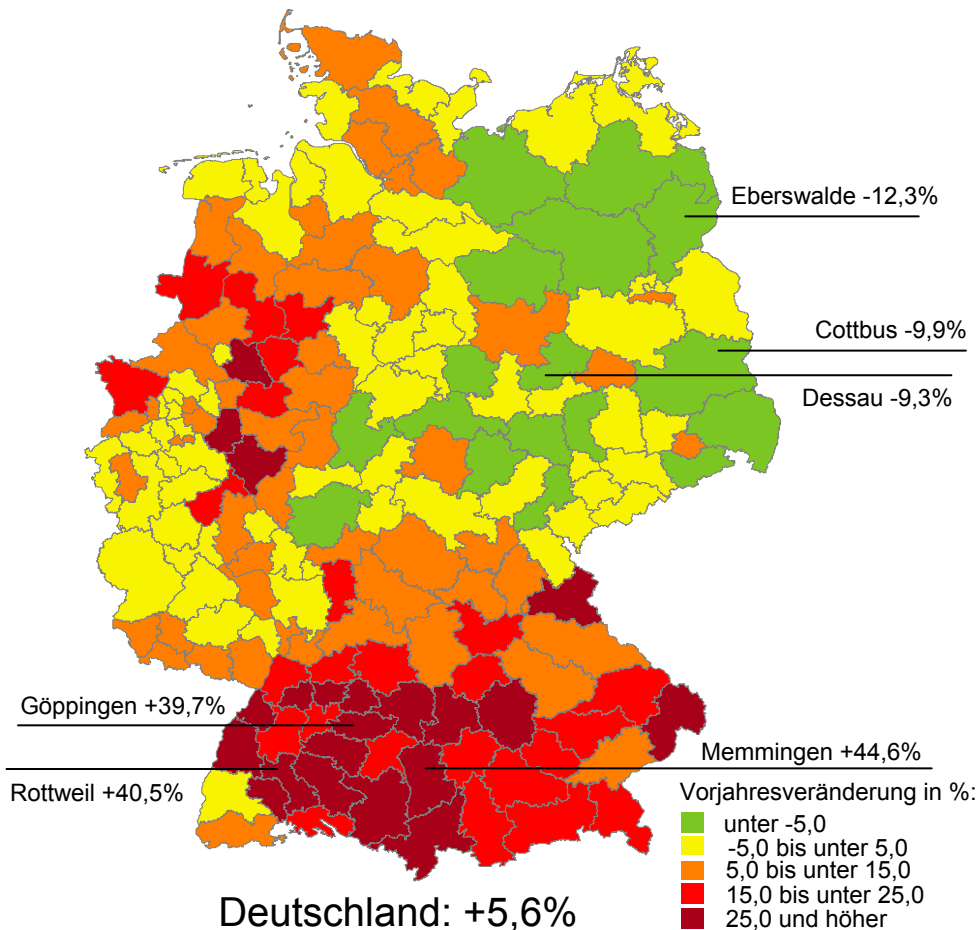 Eberswalde -12,3%
Cottbus -9,9%
Dessau -9,3%
Göppingen +39,7%
Memmingen +44,6%
Rottweil +40,5%
Vorjahresveränderung in %:
unter -5,0
-5,0 bis unter 5,0
5,0 bis unter 15,0
15,0 bis unter 25,0
25,0 und höher
Deutschland: +5,6%